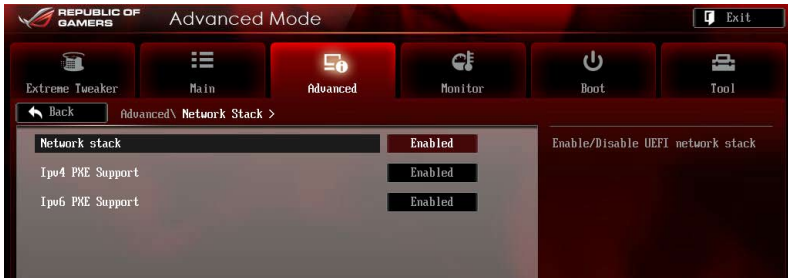 REPUBLIC OF
GAMERS
Advanced Mode
Exit
Extreme Tweaker
Main
Advanced
Monitor
Boot
Tool
Back
Advanced\ Network Stack >
Network stack
Enabled
Enable/Disable UEFI network stack
Ipv4 PXE Support
Enabled
Ipv6 PXE Support
Enabled